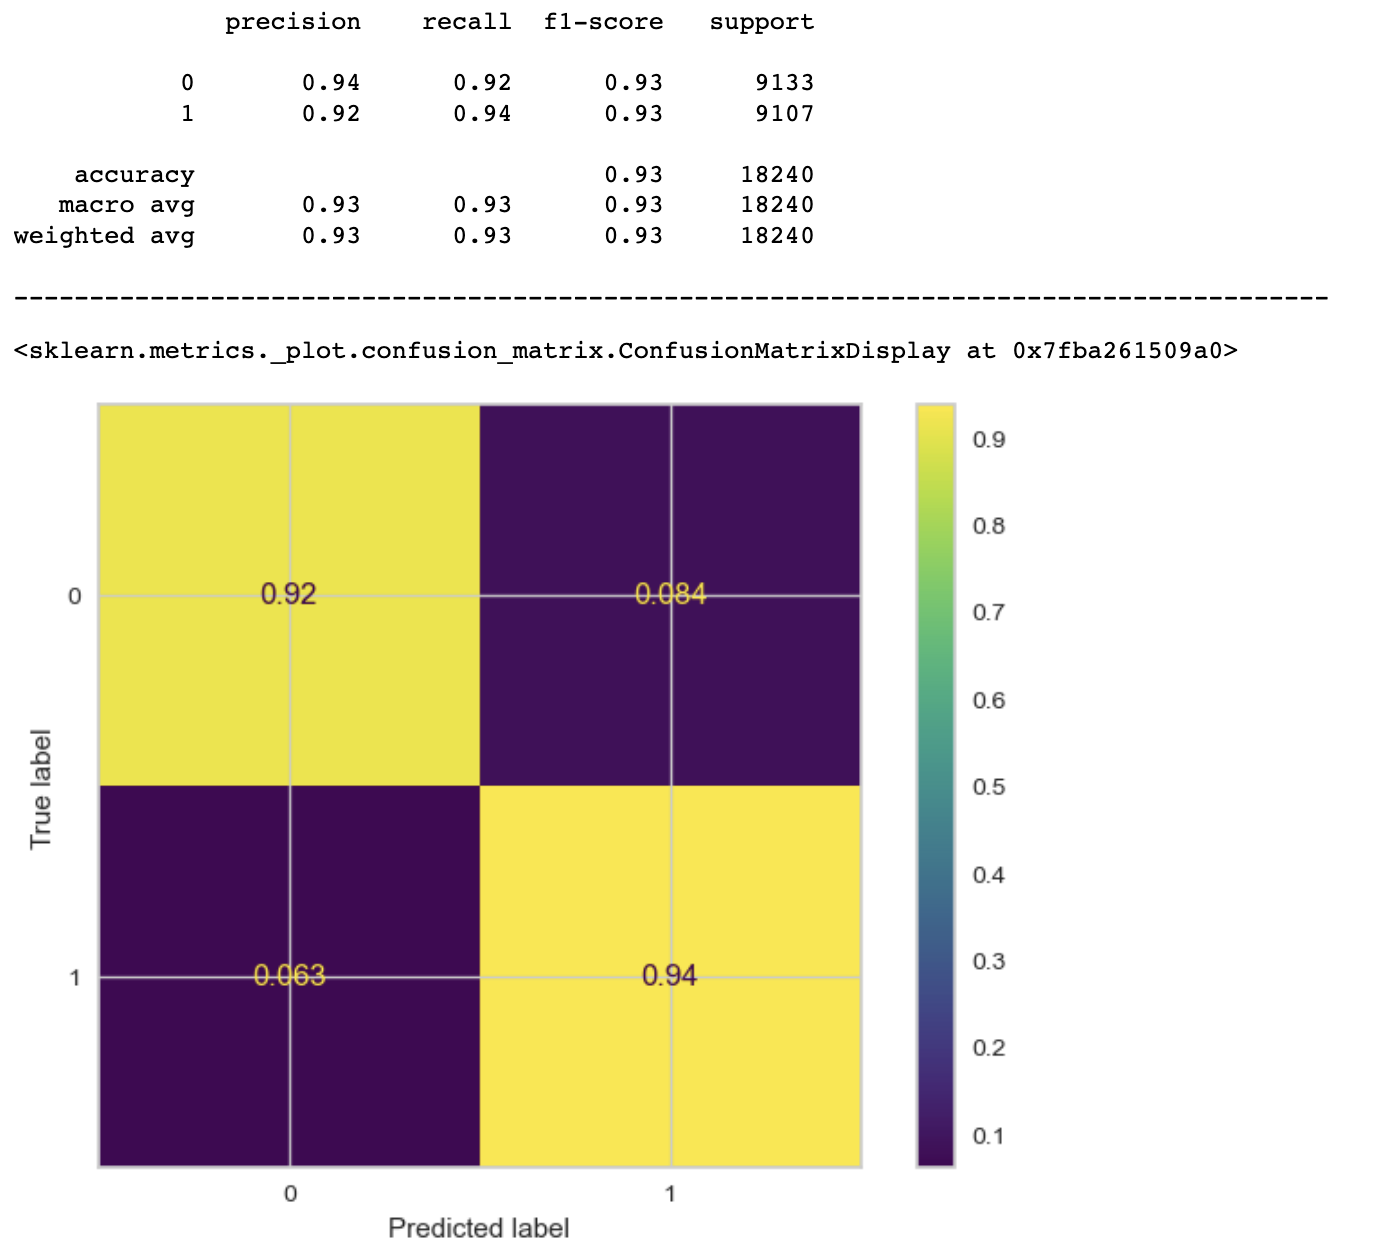 precision recall f1-score support
0 0.94 0.92 0.93 9133
1 0.92 0.94 0.93 9107
accuracy 0.93 18240
macro avg 0.93 0.93 0.93 18240
weighted avg 0.93 0.93 0.93 18240
---------------------------------------------------------------------------------------
<sklearn.metrics._plot.confusion_matrix.ConfusionMatrixDisplay at 0x7fba261509a0>
0.9
0.8
0.7
0.6
0.5
0.4
0.3
0.2
0.1
True label
0
0.92 0.084
1
0.063 0.94
0 1
Predicted label